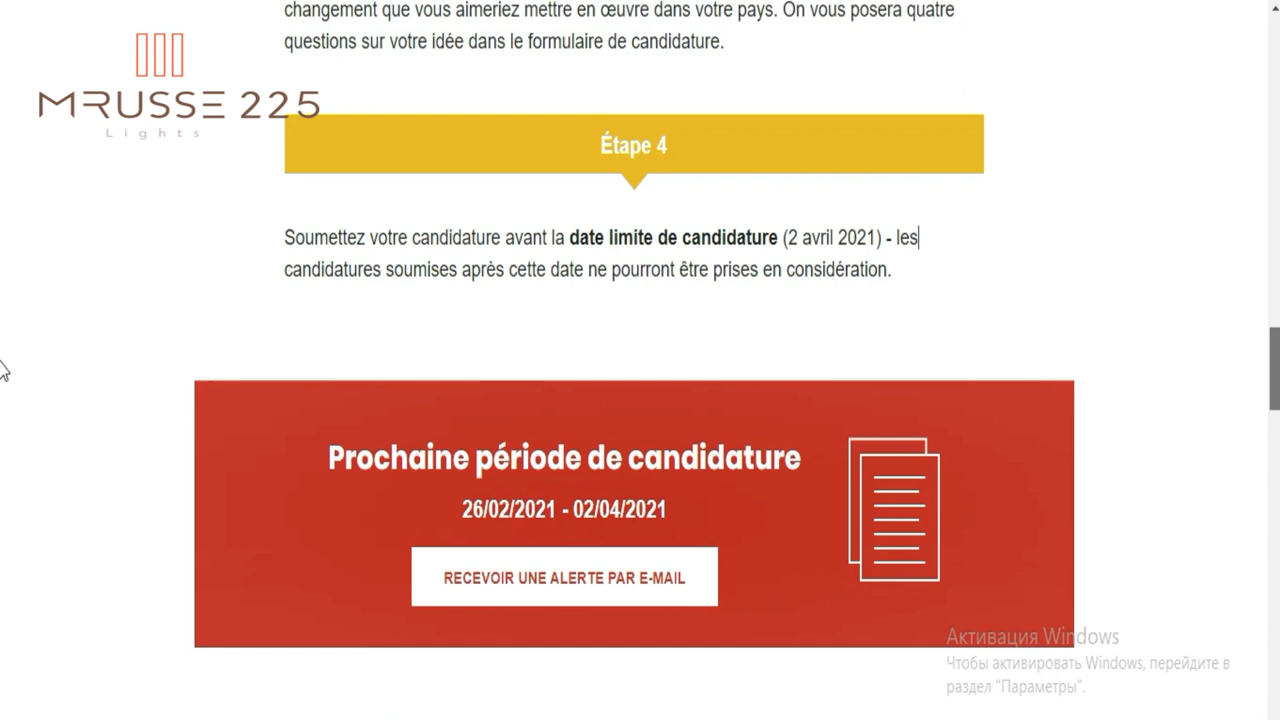 changement que vous aimeriez mettre en œuvre dans votre pays. On vous posera quatre
questions sur votre idée dans le formulaire de candidature.
MRUSSE 225
Lights
Étape 4
Soumettez votre candidature avant la date limite de candidature (2 avril 2021) - les
candidatures soumises après cette date ne pourront être prises en considération.
Prochaine période de candidature
26/02/2021 - 02/04/2021
RECEVOIR UNE ALERTE PAR E-MAIL
Активация Windows
Чтобы активировать Windows, перейдите в
раздел "Параметры".